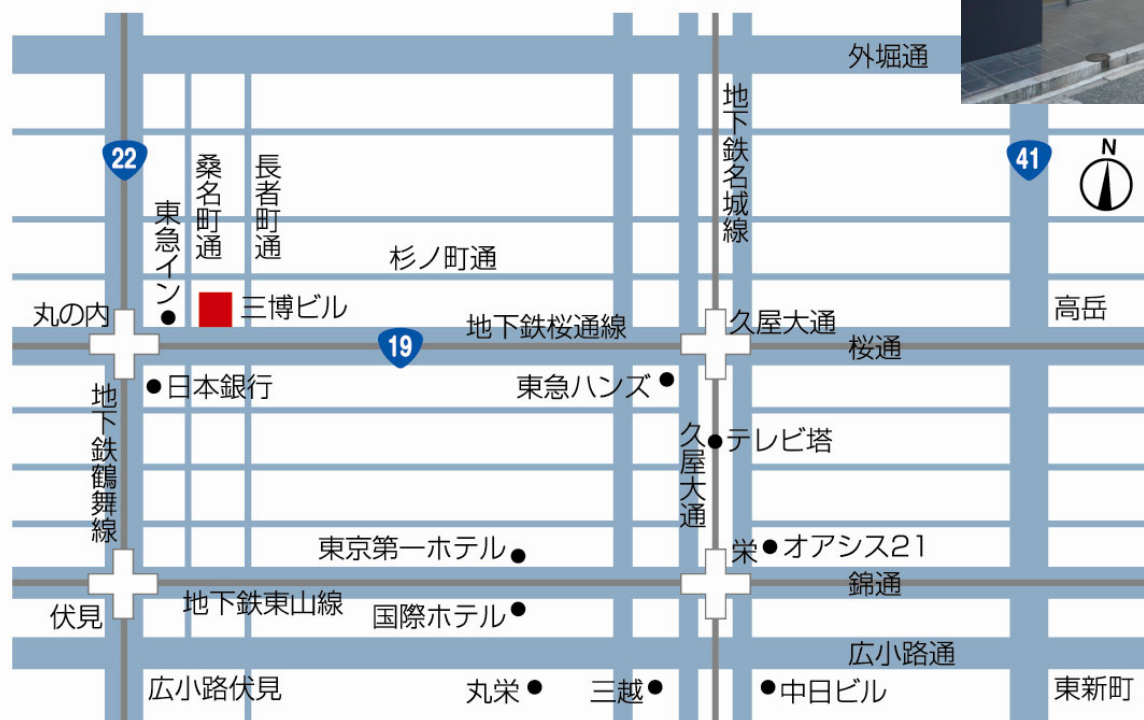 外堀通
地下鉄名城線
22
41
N
桑名町通
長者町通
東急イン
杉ノ町通
三博ビル
丸の内
19
地下鉄桜通線
久屋大通
桜通
高岳
日本銀行
東急ハンズ
地下鉄鶴舞線
久屋大通
テレビ塔
東京第一ホテル
栄
オアシス21
錦通
地下鉄東山線
国際ホテル
伏見
広小路通
広小路伏見
丸栄
三越
中日ビル
東新町